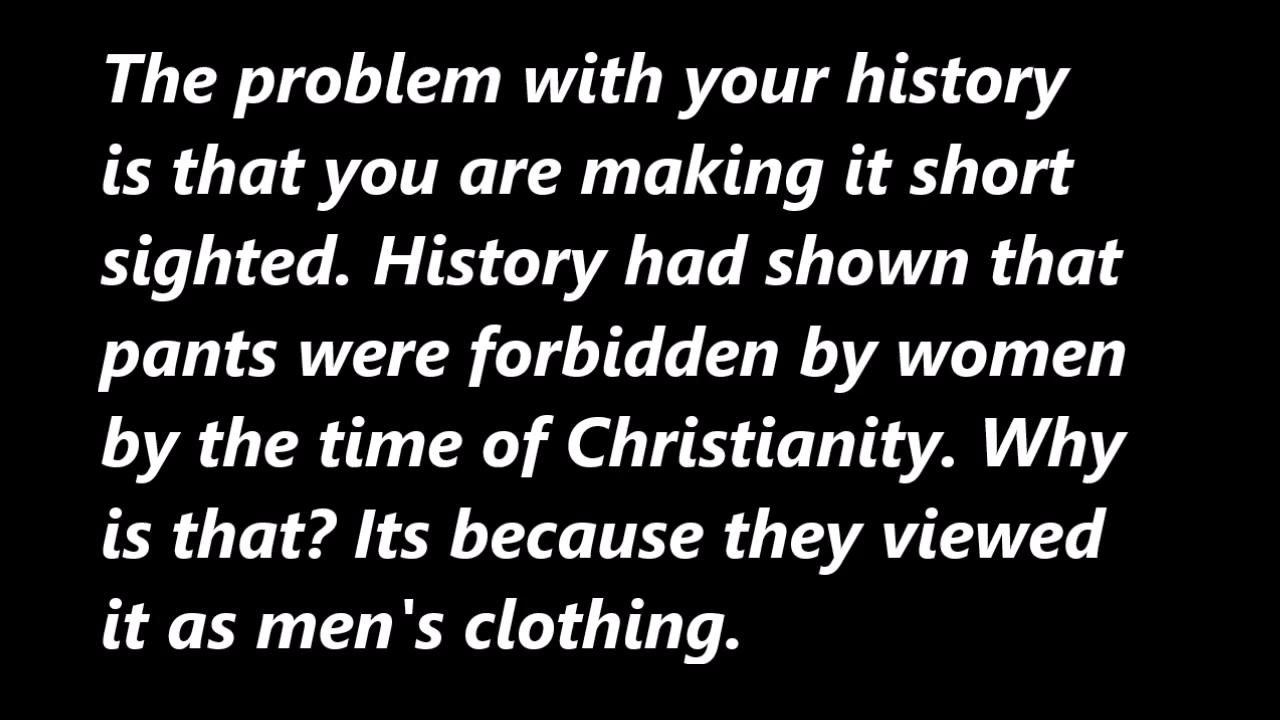 The problem with your history
is that you are making it short
sighted. History had shown that
pants were forbidden by women
by the time of Christianity. Why
is that? Its because they viewed
it as men's clothing.